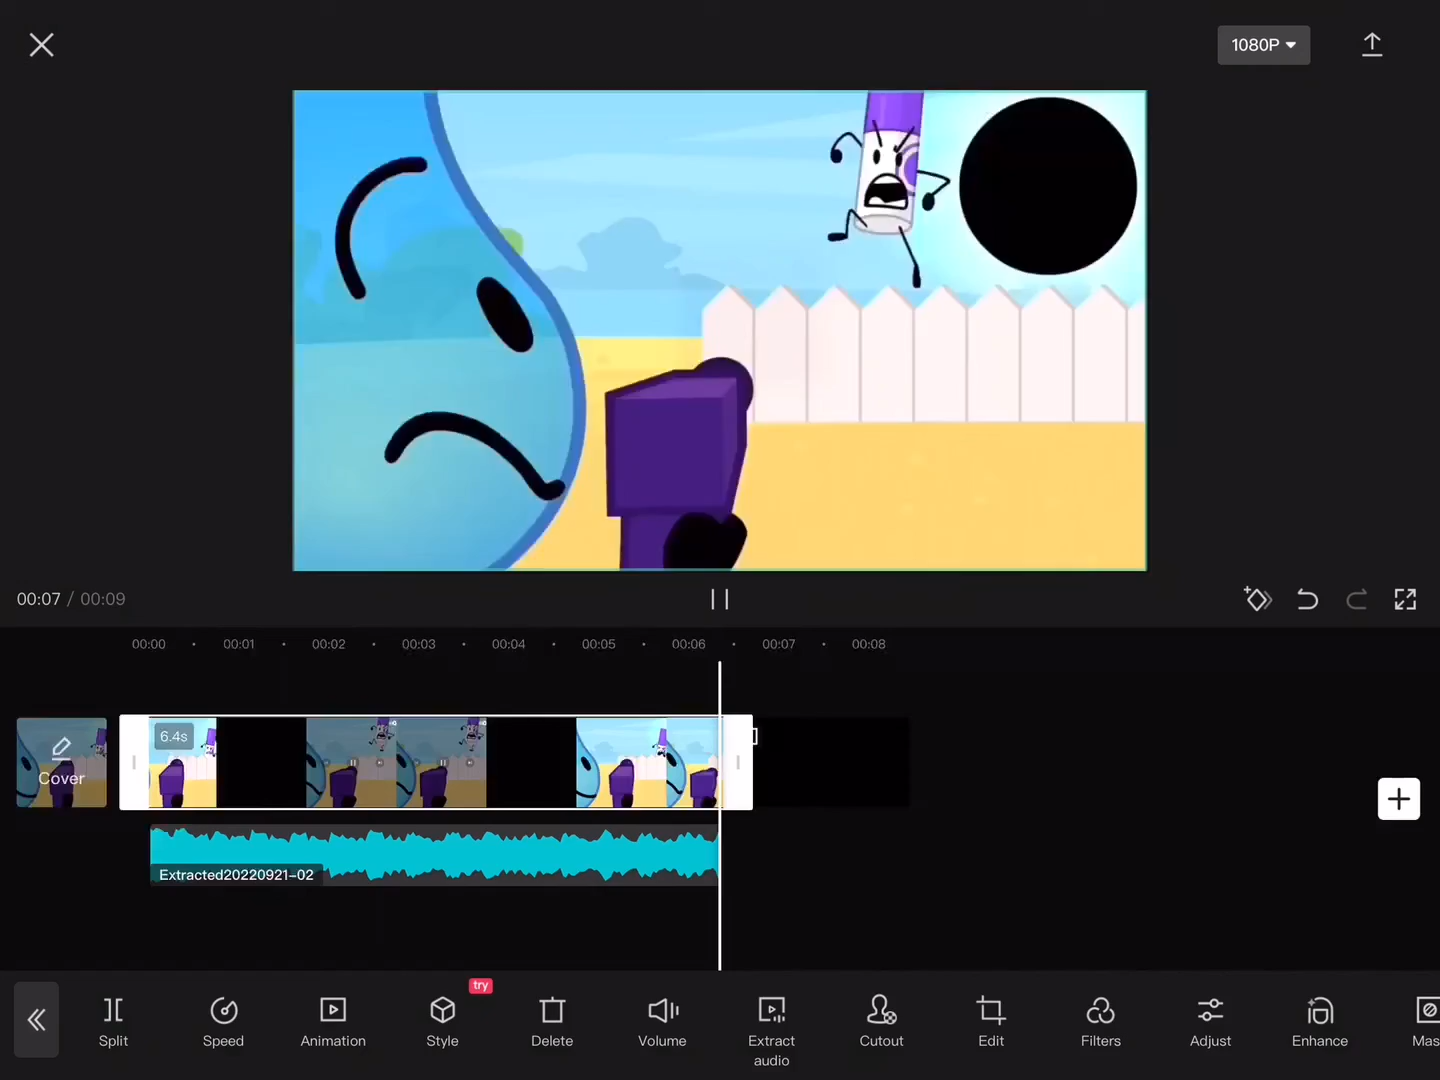 1080P
00:07 / 00:09
00:00 00:01 00:02 00:03 00:04 00:05 00:06 00:07 00:08
6.4s
Cover
Extracted20220921-02
try
Split Speed Animation Style Delete Volume Extract audio Cutout Edit Filters Adjust Enhance Mas